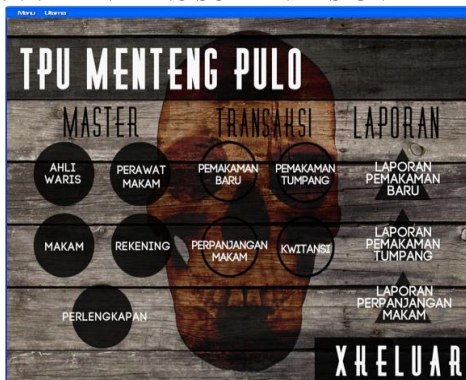 Menu Utama
TPU MENTENG PULO
MASTER
TRANSAKSI
LAPORAN
AHLI
WARIS
PERAWAT
MAKAM
PEMAKAMAN
BARU
PEMAKAMAN
TUMPANG
LAPORAN
PEMAKAMAN
BARU
MAKAM
REKENING
PERPANJANGAN
MAKAM
KWITANSI
LAPORAN
PEMAKAMAN
TUMPANG
PERLENGKAPAN
LAPORAN
PERPANJANGAN
MAKAM
XKELUAR